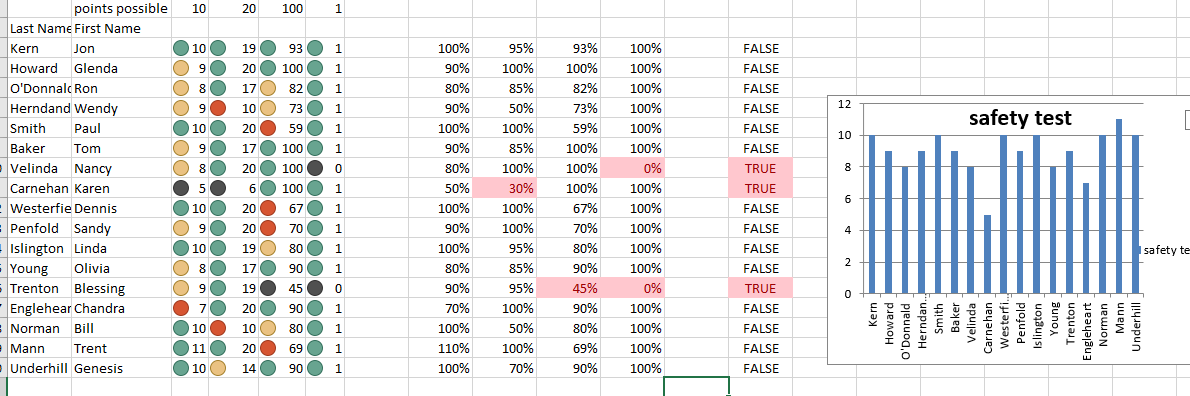 points possible 10 20 100 1
Last Name First Name
Kern Jon 10 19 93 1 100% 95% 93% 100% FALSE
Howard Glenda 9 20 100 1 90% 100% 100% 100% FALSE
O'Donnald Ron 8 17 82 1 80% 85% 82% 100% FALSE
Herndand Wendy 9 10 73 1 90% 50% 73% 100% FALSE
Smith Paul 10 20 59 1 100% 100% 59% 100% FALSE
Baker Tom 9 17 100 1 90% 85% 100% 100% FALSE
Velinda Nancy 8 20 100 0 80% 100% 100% 0% TRUE
Carnehan Karen 5 6 100 1 50% 30% 100% 100% TRUE
Westerfie Dennis 10 20 67 1 100% 100% 67% 100% FALSE
Penfold Sandy 9 20 70 1 90% 100% 70% 100% FALSE
Islington Linda 10 19 80 1 100% 95% 80% 100% FALSE
Young Olivia 8 17 90 1 80% 85% 90% 100% FALSE
Trenton Blessing 9 19 45 0 90% 95% 45% 0% TRUE
Englehear Chandra 7 20 90 1 70% 100% 90% 100% FALSE
Norman Bill 10 10 80 1 100% 50% 80% 100% FALSE
Mann Trent 11 20 69 1 110% 100% 69% 100% FALSE
Underhill Genesis 10 14 90 1 100% 70% 90% 100% FALSE
safety test
12
10
8
6
4
2
0
safety te
Kern
Howard
O'Donnald
Herndan...
Smith
Baker
Velinda
Carnehan
Westerfi...
Penfold
Islington
Young
Trenton
Engleheart
Norman
Mann
Underhill